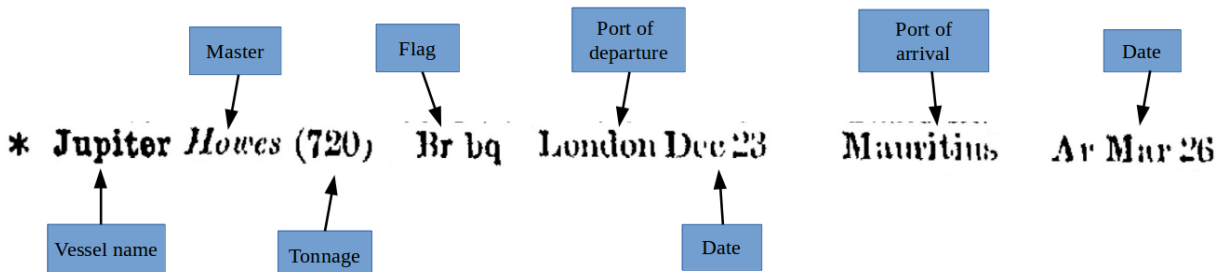 Master
Flag
Port of
departure
Port of
arrival
Date
* Jupiter Howes (720) Br bq London Dec 23 Mauritius Ar Mar 26
Vessel name
Tonnage
Date